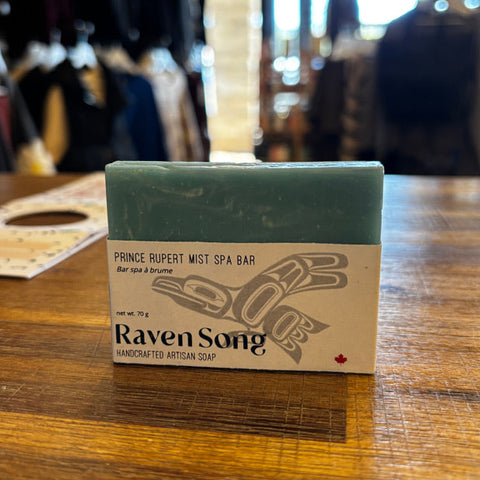 PRINCE RUPERT MIST SPA BAR
Bar spa à brume
net wt. 70 g
Raven Song
HANDCRAFTED ARTISAN SOAP